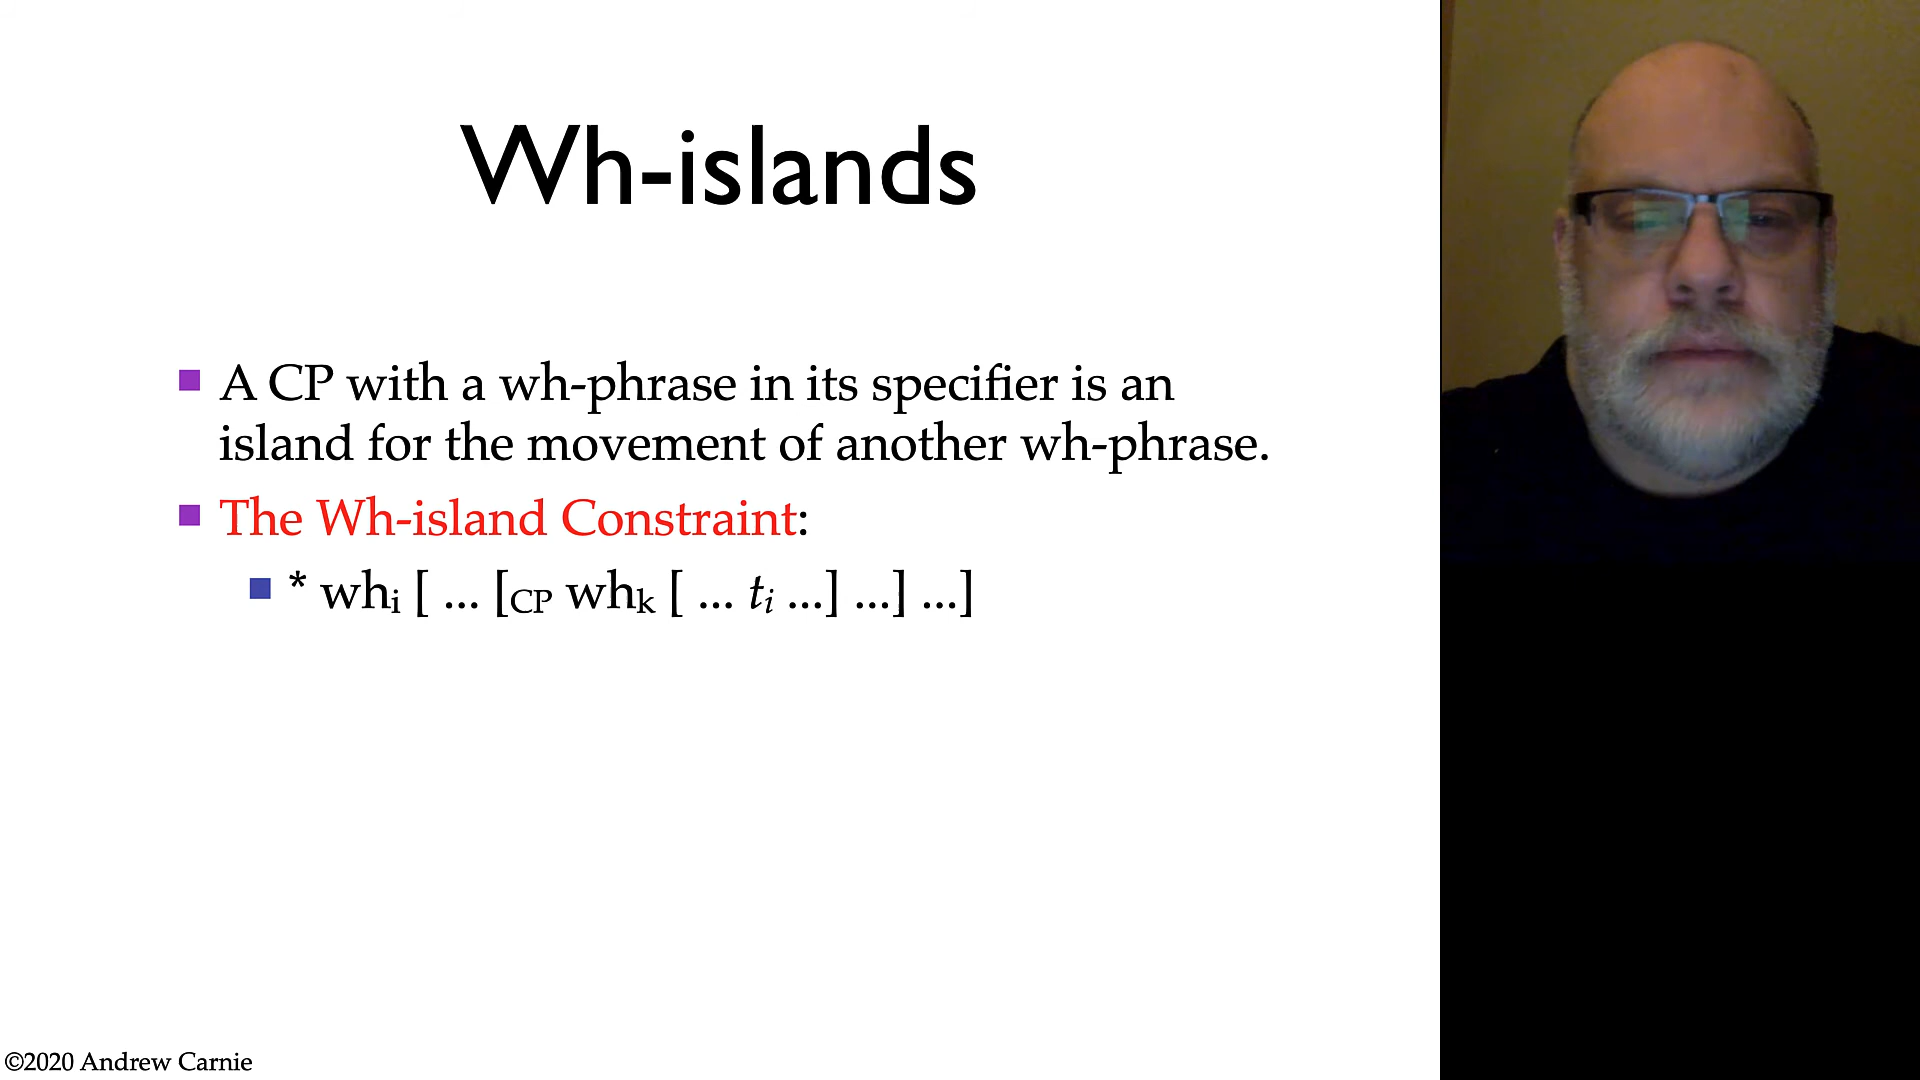 Wh-islands
A CP with a wh-phrase in its specifier is an
island for the movement of another wh-phrase.
The Wh-island Constraint:
* whi [ ... [CP whk [ ... ti ...] ...] ...]
©2020 Andrew Carnie